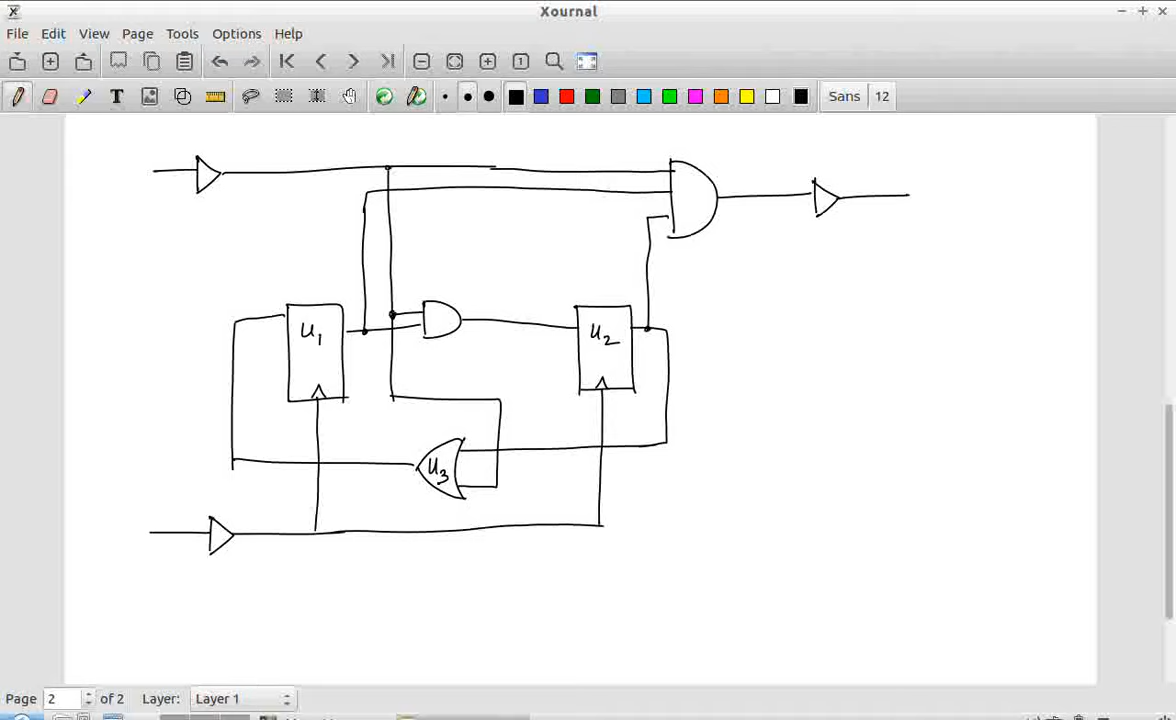 Xournal
File Edit View Page Tools Options Help
T 1 Sans 12
u1 u2
u3
Page 2 of 2 Layer: Layer 1